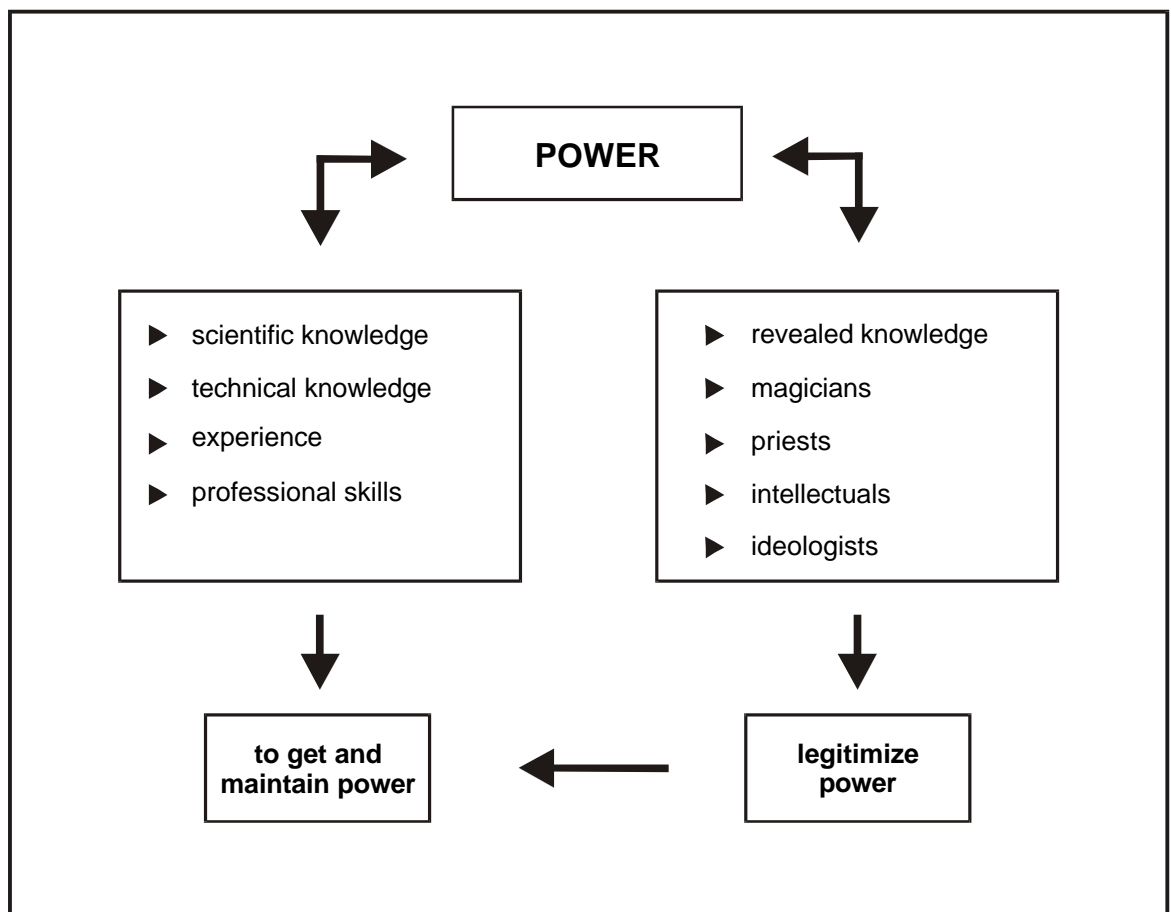 POWER
scientific knowledge
technical knowledge
experience
professional skills
revealed knowledge
magicians
priests
intellectuals
ideologists
to get and
maintain power
legitimize
power